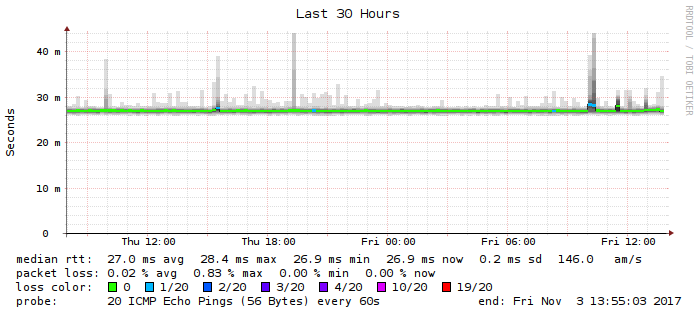 Last 30 Hours
RRDTOOL / TOBI OETIKER
Seconds
40 m
30 m
20 m
10 m
0
Thu 12:00 Thu 18:00 Fri 00:00 Fri 06:00 Fri 12:00
median rtt: 27.0 ms avg 28.4 ms max 26.9 ms min 26.9 ms now 0.2 ms sd 146.0 am/s
packet loss: 0.02 % avg 0.83 % max 0.00 % min 0.00 % now
loss color: 0 1/20 2/20 3/20 4/20 10/20 19/20
probe: 20 ICMP Echo Pings (56 Bytes) every 60s end: Fri Nov 3 13:55:03 2017